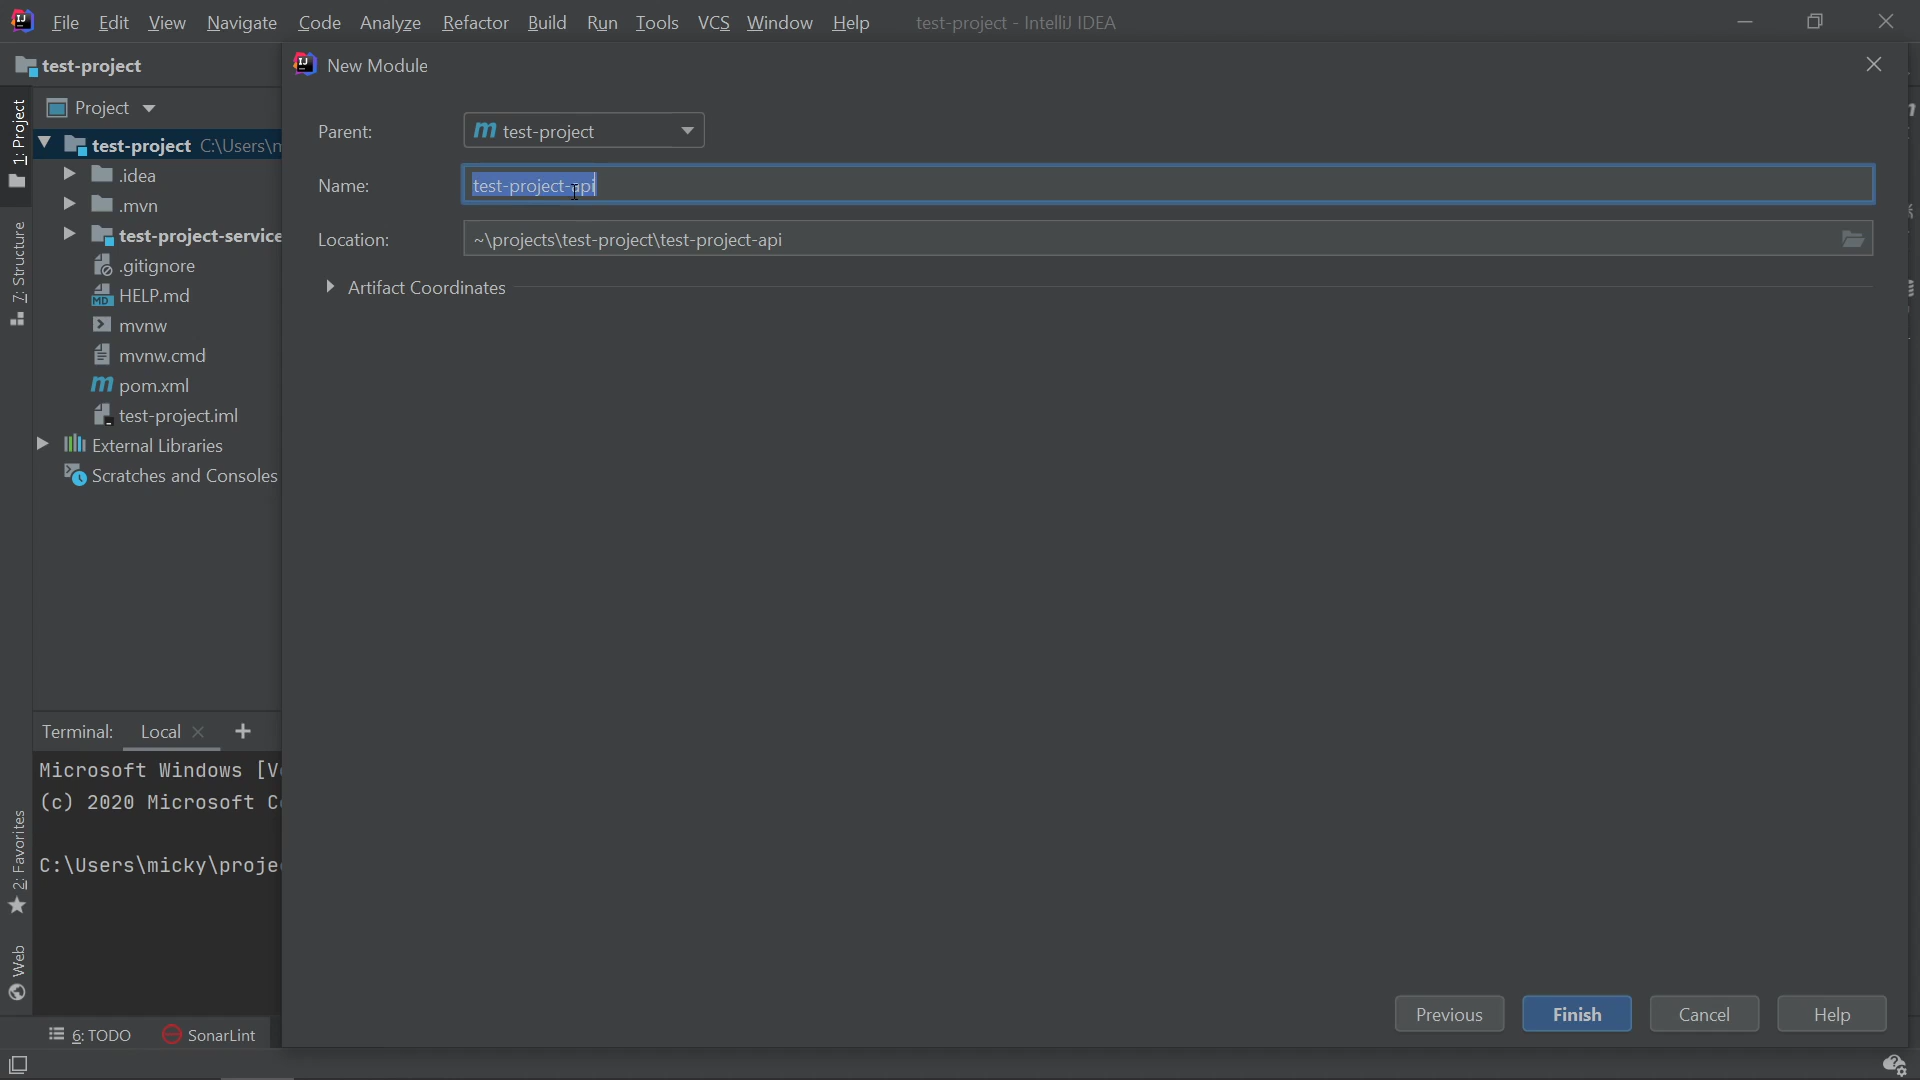 File Edit View Navigate Code Analyze Refactor Build Run Tools VCS Window Help test-project - IntelliJ IDEA
test-project
New Module
Project
1: Project
7: Structure
2: Favorites
Web
test-project C:\Users\
.idea
.mvn
test-project-service
.gitignore
HELP.md
mvnw
mvnw.cmd
pom.xml
test-project.iml
External Libraries
Scratches and Consoles
Parent: test-project
Name: test-project-api
Location: ~\projects\test-project\test-project-api
Artifact Coordinates
Terminal: Local
Microsoft Windows
(c) 2020 Microsoft
C:\Users\micky\proje
Previous Finish Cancel Help
6: TODO SonarLint